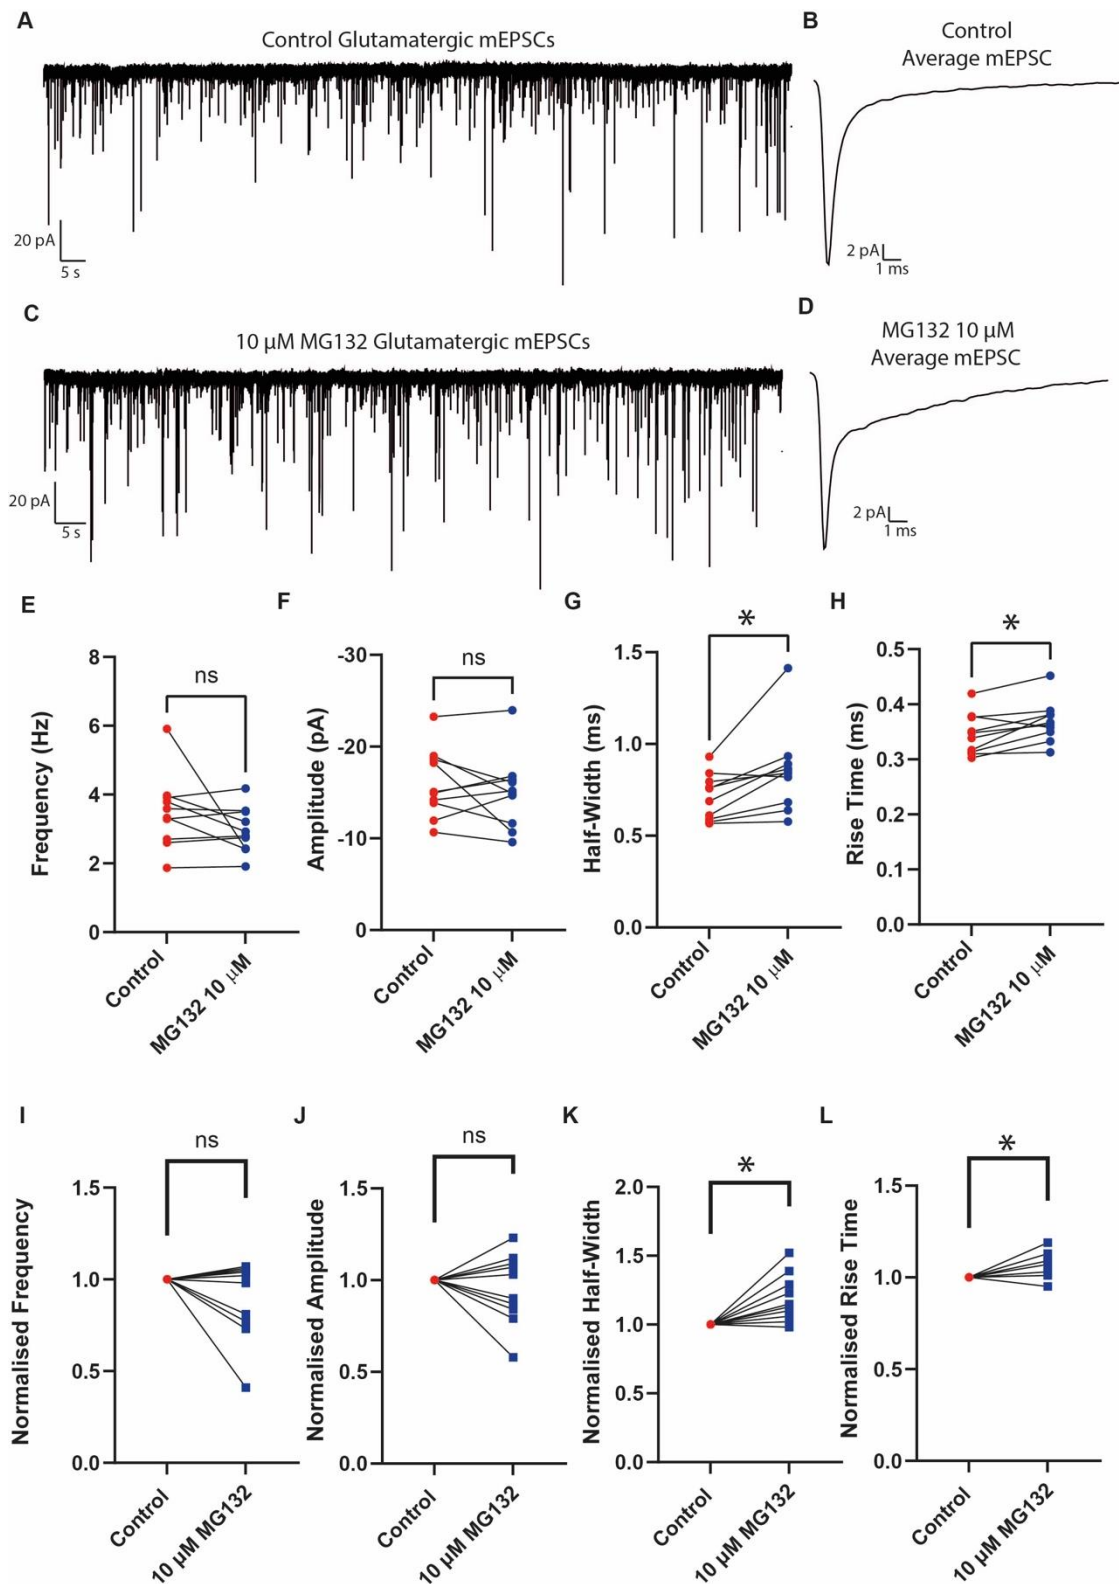 A
Control Glutamatergic mEPSCs
20 pA
5 s
B
Control
Average mEPSC
2 pA
1 ms
C
10 µM MG132 Glutamatergic mEPSCs
20 pA
5 s
D
MG132 10 µM
Average mEPSC
2 pA
1 ms
E
ns
Frequency (Hz)
8
6
4
2
0
Control
MG132 10 µM
F
ns
Amplitude (pA)
-30
-20
-10
0
Control
MG132 10 µM
G
*
Half-Width (ms)
1.5
1.0
0.5
0.0
Control
MG132 10 µM
H
*
Rise Time (ms)
0.5
0.4
0.3
0.2
0.1
0.0
Control
MG132 10 µM
I
ns
Normalised Frequency
1.5
1.0
0.5
0.0
Control
10 µM MG132
J
ns
Normalised Amplitude
1.5
1.0
0.5
0.0
Control
10 µM MG132
K
*
Normalised Half-Width
2.0
1.5
1.0
0.5
0.0
Control
10 µM MG132
L
*
Normalised Rise Time
1.5
1.0
0.5
0.0
Control
10 µM MG132